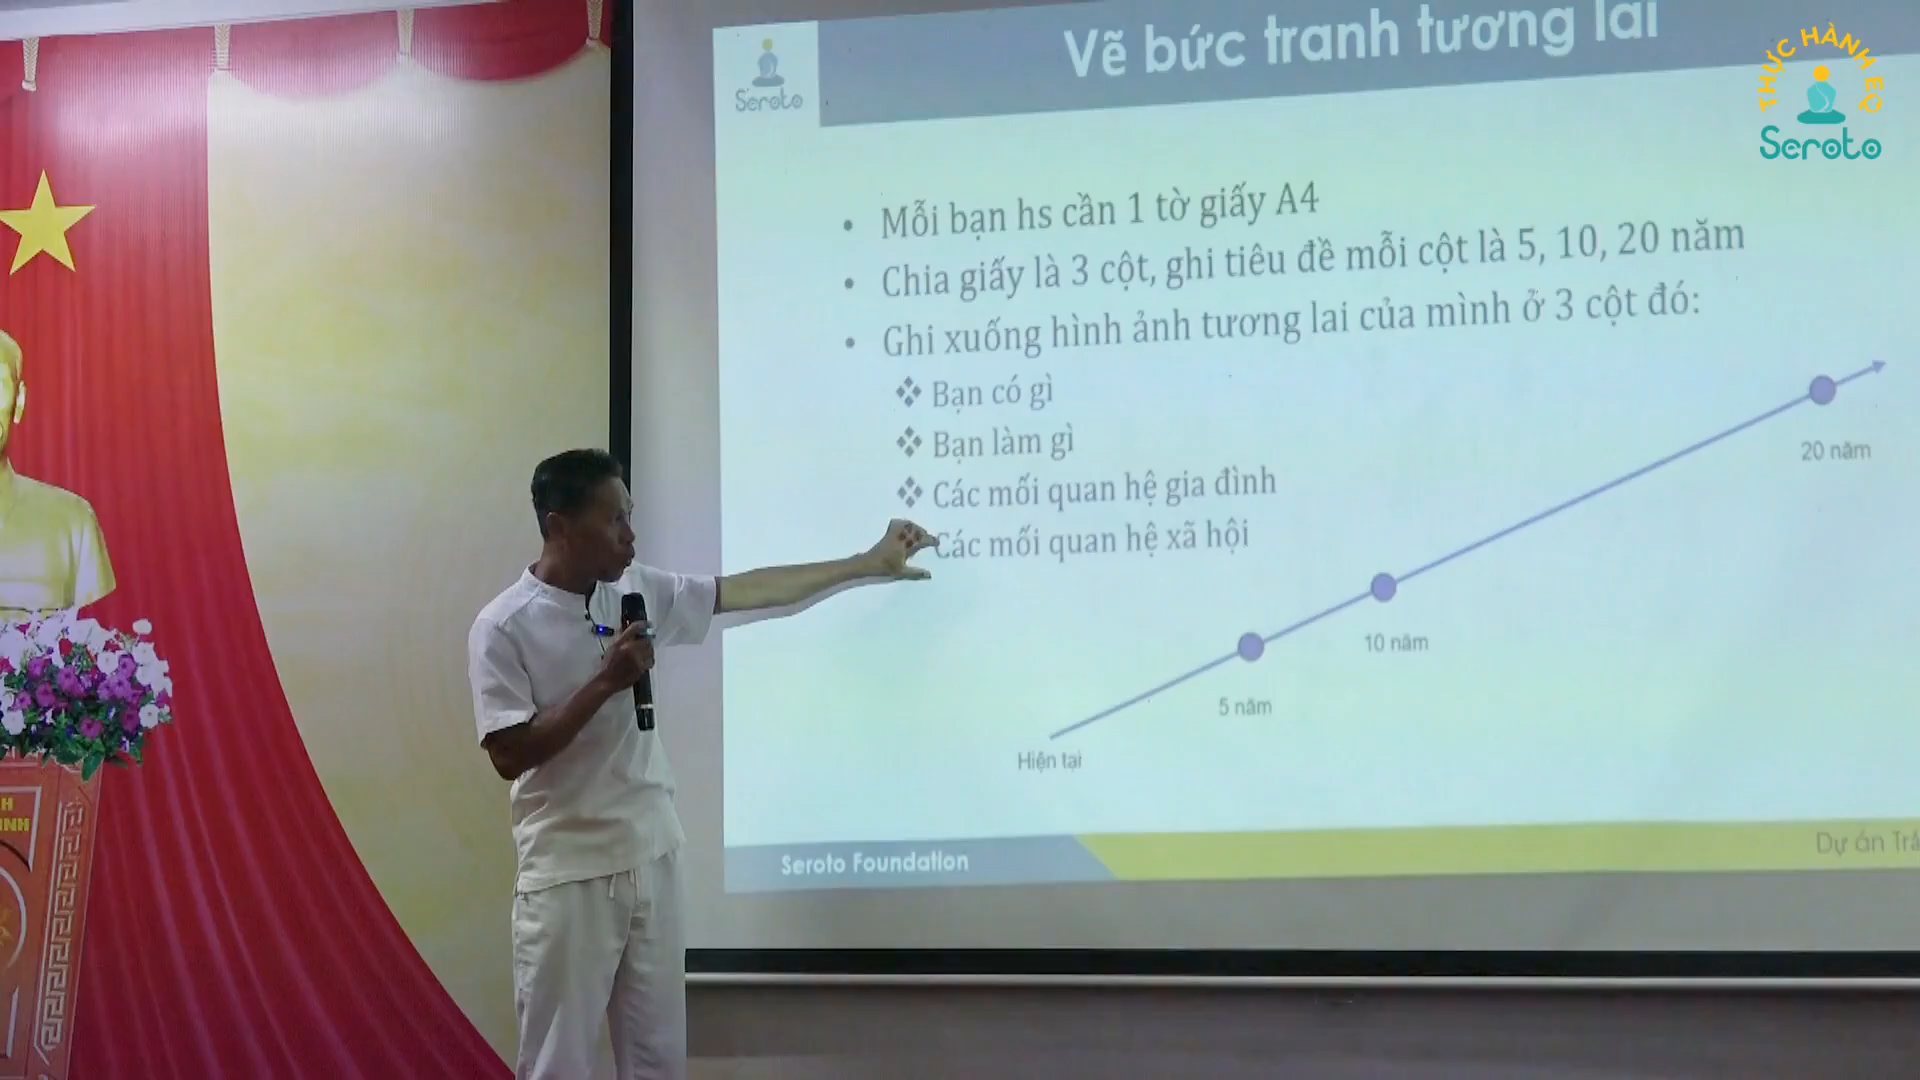 Vẽ bức tranh tương lai
Seroto
THỰC HÀNH EQ
Seroto
• Mỗi bạn hs cần 1 tờ giấy A4
• Chia giấy là 3 cột, ghi tiêu đề mỗi cột là 5, 10, 20 năm
• Ghi xuống hình ảnh tương lai của mình ở 3 cột đó:
❖ Bạn có gì
❖ Bạn làm gì
❖ Các mối quan hệ gia đình
❖ Các mối quan hệ xã hội
20 năm
10 năm
5 năm
Hiện tại
Seroto Foundation
Dự án